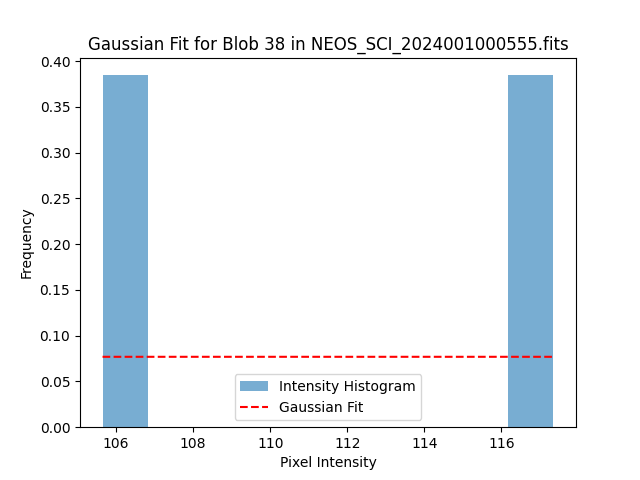 Gaussian Fit for Blob 38 in NEOS_SCI_2024001000555.fits
0.40
0.35
0.30
0.25
0.20
0.15
0.10
0.05
0.00
Frequency
Intensity Histogram
Gaussian Fit
106 108 110 112 114 116
Pixel Intensity